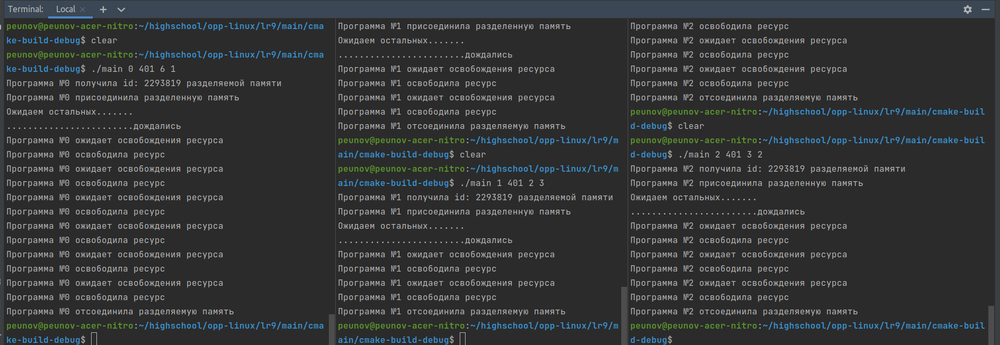 Terminal: Local
peunov@peunov-acer-nitro:~/highschool/opp-linux/lr9/main/cma
ke-build-debug$ clear
peunov@peunov-acer-nitro:~/highschool/opp-linux/lr9/main/cma
ke-build-debug$ ./main 0 401 6 1
Программа №0 получила id: 2293819 разделяемой памяти
Программа №0 присоединила разделенную память
Ожидаем остальных.......
........................дождались
Программа №0 ожидает освобождения ресурса
Программа №0 освободила ресурс
Программа №0 ожидает освобождения ресурса
Программа №0 освободила ресурс
Программа №0 ожидает освобождения ресурса
Программа №0 освободила ресурс
Программа №0 ожидает освобождения ресурса
Программа №0 освободила ресурс
Программа №0 ожидает освобождения ресурса
Программа №0 освободила ресурс
Программа №0 ожидает освобождения ресурса
Программа №0 освободила ресурс
Программа №0 отсоединила разделяемую память
peunov@peunov-acer-nitro:~/highschool/opp-linux/lr9/main/cma
ke-build-debug$
Программа №1 присоединила разделенную память
Ожидаем остальных.......
........................дождались
Программа №1 ожидает освобождения ресурса
Программа №1 освободила ресурс
Программа №1 ожидает освобождения ресурса
Программа №1 освободила ресурс
Программа №1 отсоединила разделяемую память
peunov@peunov-acer-nitro:~/highschool/opp-linux/lr9/m
ain/cmake-build-debug$ clear
peunov@peunov-acer-nitro:~/highschool/opp-linux/lr9/m
ain/cmake-build-debug$ ./main 1 401 2 3
Программа №1 получила id: 2293819 разделяемой памяти
Программа №1 присоединила разделенную память
Ожидаем остальных.......
........................дождались
Программа №1 ожидает освобождения ресурса
Программа №1 освободила ресурс
Программа №1 ожидает освобождения ресурса
Программа №1 освободила ресурс
Программа №1 отсоединила разделяемую память
peunov@peunov-acer-nitro:~/highschool/opp-linux/lr9/m
ain/cmake-build-debug$
Программа №2 освободила ресурс
Программа №2 ожидает освобождения ресурса
Программа №2 освободила ресурс
Программа №2 ожидает освобождения ресурса
Программа №2 освободила ресурс
Программа №2 отсоединила разделяемую память
peunov@peunov-acer-nitro:~/highschool/opp-linux/lr9/main/cmake-buil
d-debug$ clear
peunov@peunov-acer-nitro:~/highschool/opp-linux/lr9/main/cmake-buil
d-debug$ ./main 2 401 3 2
Программа №2 получила id: 2293819 разделяемой памяти
Программа №2 присоединила разделенную память
Ожидаем остальных.......
........................дождались
Программа №2 ожидает освобождения ресурса
Программа №2 освободила ресурс
Программа №2 ожидает освобождения ресурса
Программа №2 освободила ресурс
Программа №2 ожидает освобождения ресурса
Программа №2 освободила ресурс
Программа №2 отсоединила разделяемую память
peunov@peunov-acer-nitro:~/highschool/opp-linux/lr9/main/cmake-buil
d-debug$